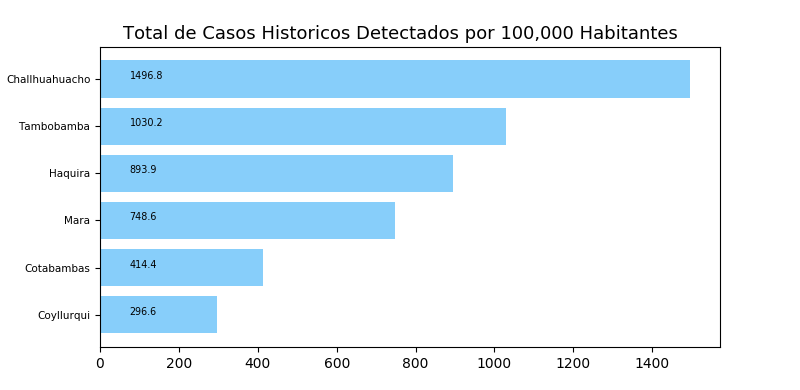 Total de Casos Historicos Detectados por 100,000 Habitantes
Challhuahuacho 1496.8
Tambobamba 1030.2
Haquira 893.9
Mara 748.6
Cotabambas 414.4
Coyllurqui 296.6
0 200 400 600 800 1000 1200 1400